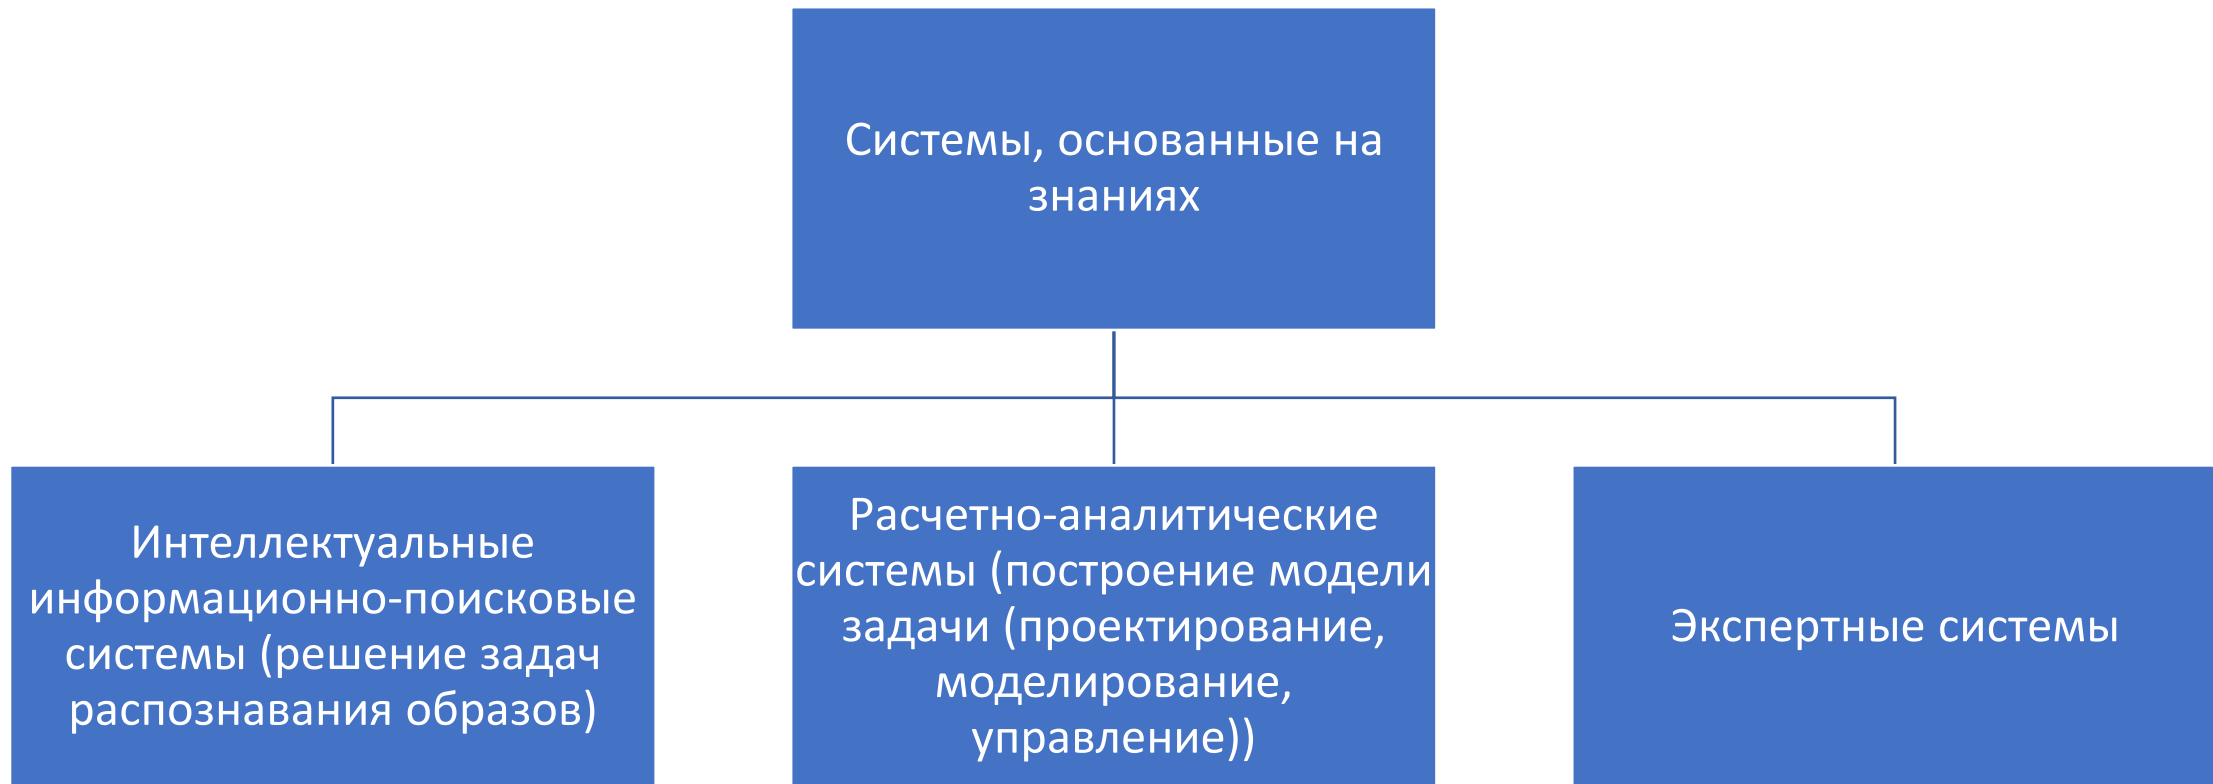 Системы, основанные на
знаниях
Интеллектуальные
информационно-поисковые
системы (решение задач
распознавания образов)
Расчетно-аналитические
системы (построение модели
задачи (проектирование,
моделирование,
управление))
Экспертные системы